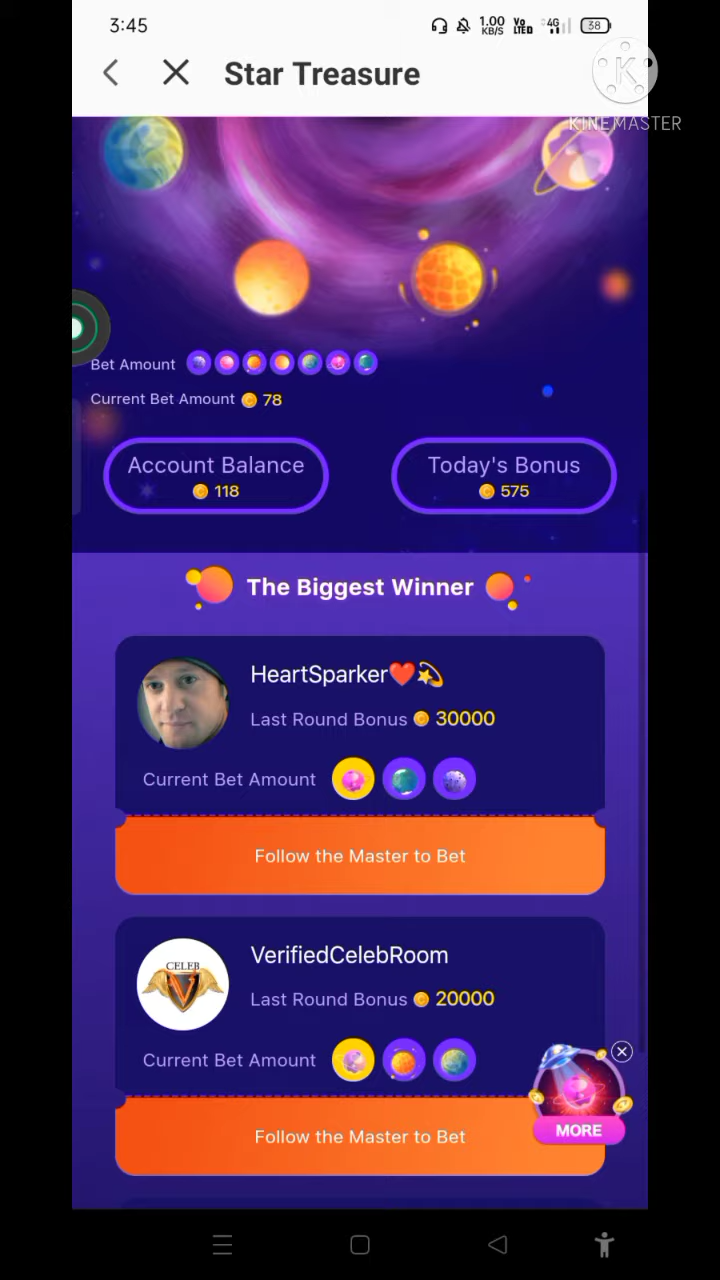 3:45
1.00 KB/S
Vo LTED
4G
38
Star Treasure
K
KINEMASTER
Bet Amount
Current Bet Amount 78
Account Balance
118
Today's Bonus
575
The Biggest Winner
HeartSparker❤️💫
Last Round Bonus 30000
Current Bet Amount
Follow the Master to Bet
CELEB
V
VerifiedCelebRoom
Last Round Bonus 20000
Current Bet Amount
Follow the Master to Bet
MORE